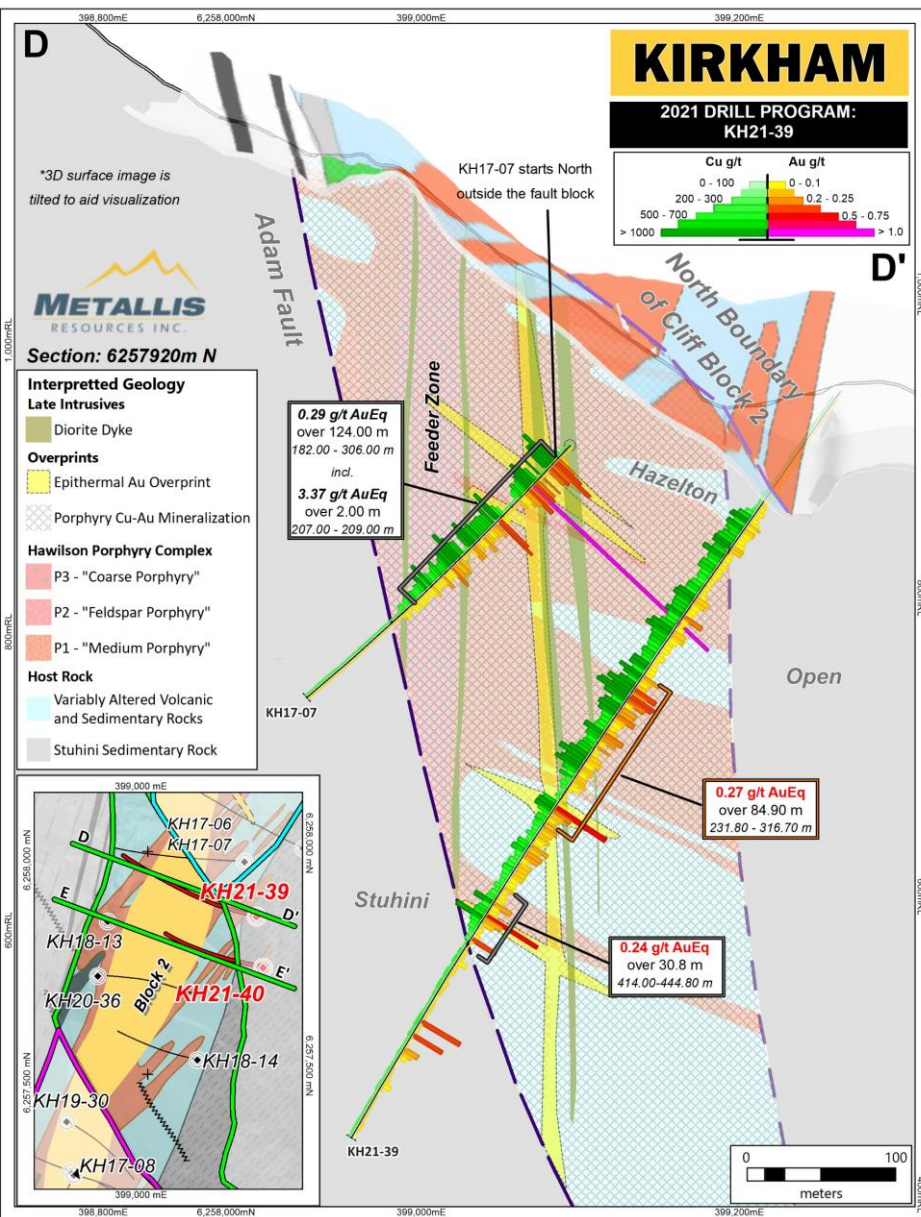 398,800mE
6,258,000mN
399,000mE
399,200mE
D
KIRKHAM
2021 DRILL PROGRAM:
KH21-39
Cu g/t
Au g/t
0 - 100
0 - 0.1
200 - 300
0.2 - 0.25
500 - 700
0.5 - 0.75
> 1000
> 1.0
*3D surface image is
tilted to aid visualization
KH17-07 starts North
outside the fault block
METALLIS
RESOURCES INC.
Section: 6257920m N
Adam Fault
D'
North Boundary
of Cliff Block 2
1,000mRL
Interpretted Geology
Late Intrusives
Diorite Dyke
Overprints
Epithermal Au Overprint
Porphyry Cu-Au Mineralization
Hawilson Porphyry Complex
P3 - "Coarse Porphyry"
P2 - "Feldspar Porphyry"
P1 - "Medium Porphyry"
Host Rock
Variably Altered Volcanic
and Sedimentary Rocks
Stuhini Sedimentary Rock
0.29 g/t AuEq
over 124.00 m
182.00 - 306.00 m
incl.
3.37 g/t AuEq
over 2.00 m
207.00 - 209.00 m
Feeder Zone
Hazelton
800mRL
Open
KH17-07
0.27 g/t AuEq
over 84.90 m
231.80 - 316.70 m
Stuhini
600mRL
0.24 g/t AuEq
over 30.8 m
414.00-444.80 m
KH21-39
399,000 mE
KH17-06
KH17-07
6,258,000 mN
6,258,000 mN
D
KH21-39
E
D'
KH18-13
E'
KH20-36
Block 2
KH21-40
KH18-14
6,257,500 mN
6,257,500 mN
KH19-30
KH17-08
399,000 mE
0
100
meters
398,800mE
6,258,000mN
399,000mE
399,200mE